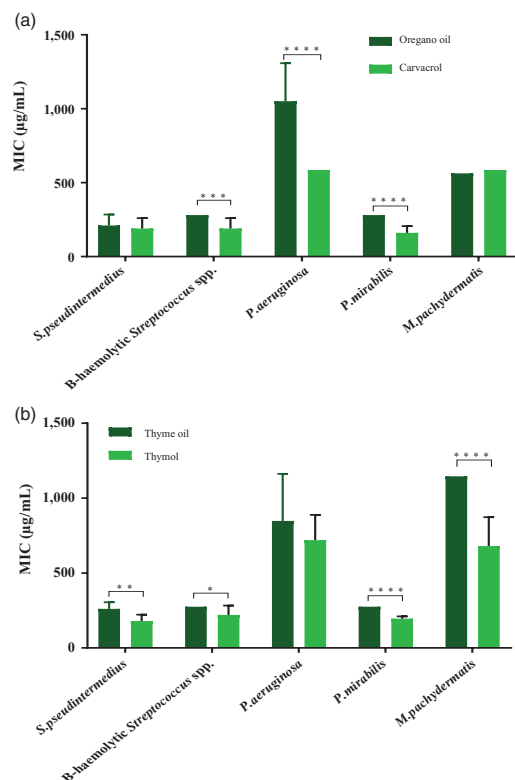 (a)
1,500
1,000
500
0
MIC (µg/mL)
Oregano oil
Carvacrol
****
***
****
****
S.pseudintermedius
B-haemolytic Streptococcus spp.
P.aeruginosa
P.mirabilis
M.pachydermatis
(b)
1,500
1,000
500
0
MIC (µg/mL)
Thyme oil
Thymol
****
**
*
****
S.pseudintermedius
B-haemolytic Streptococcus spp.
P.aeruginosa
P.mirabilis
M.pachydermatis